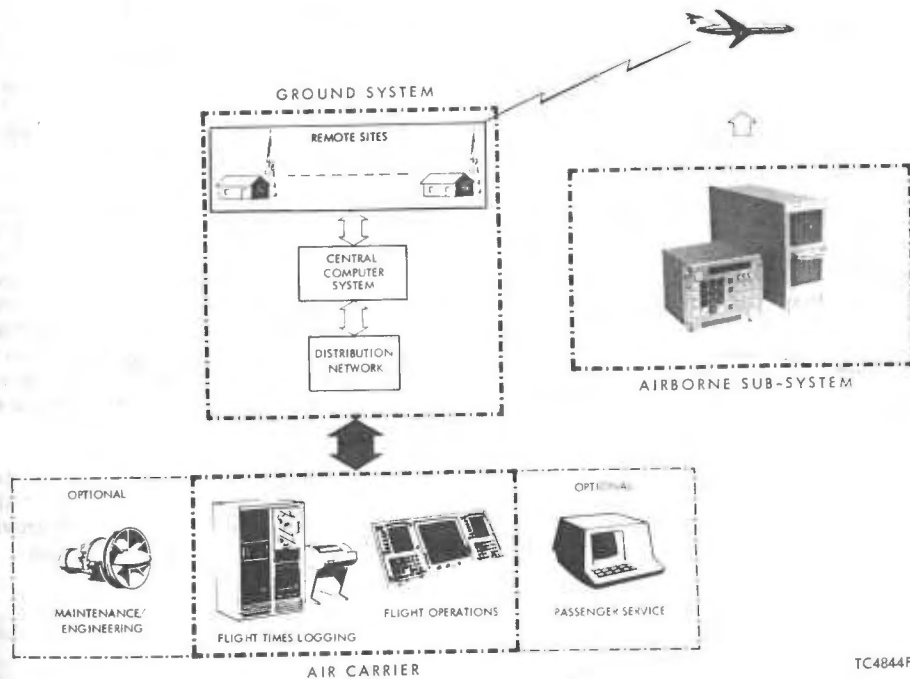 GROUND SYSTEM
REMOTE SITES
CENTRAL
COMPUTER
SYSTEM
DISTRIBUTION
NETWORK
AIRBORNE SUB-SYSTEM
OPTIONAL
MAINTENANCE/
ENGINEERING
FLIGHT TIMES LOGGING
FLIGHT OPERATIONS
OPTIONAL
PASSENGER SERVICE
AIR CARRIER
TC4844F